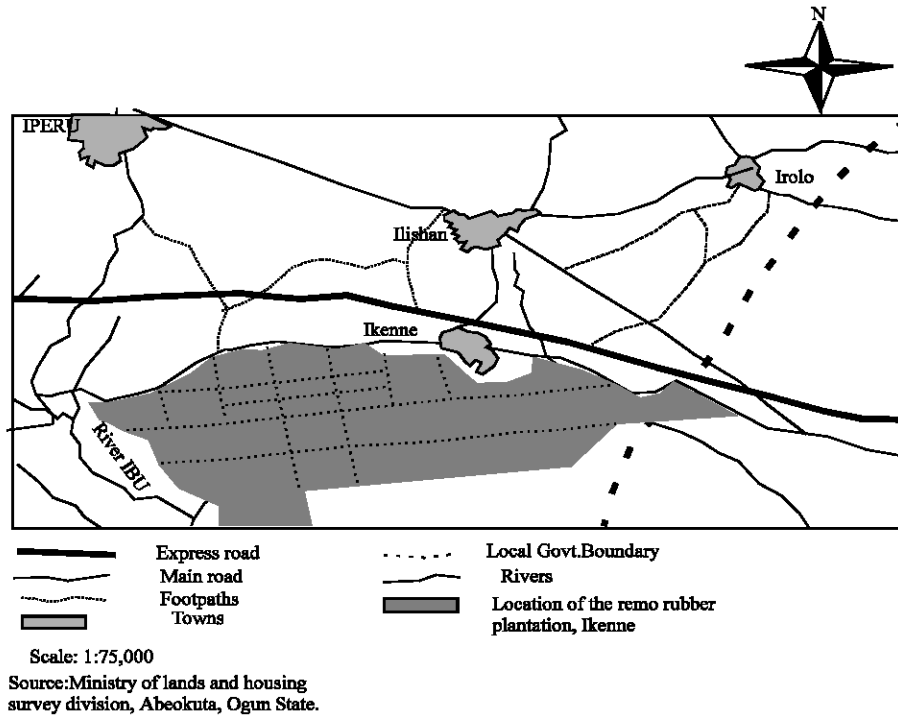 N
IPERU
Irolo
Ilishan
Ikenne
River IBU
Express road
Main road
Footpaths
Towns
Local Govt.Boundary
Rivers
Location of the remo rubber
plantation, Ikenne
Scale: 1:75,000
Source:Ministry of lands and housing
survey division, Abeokuta, Ogun State.